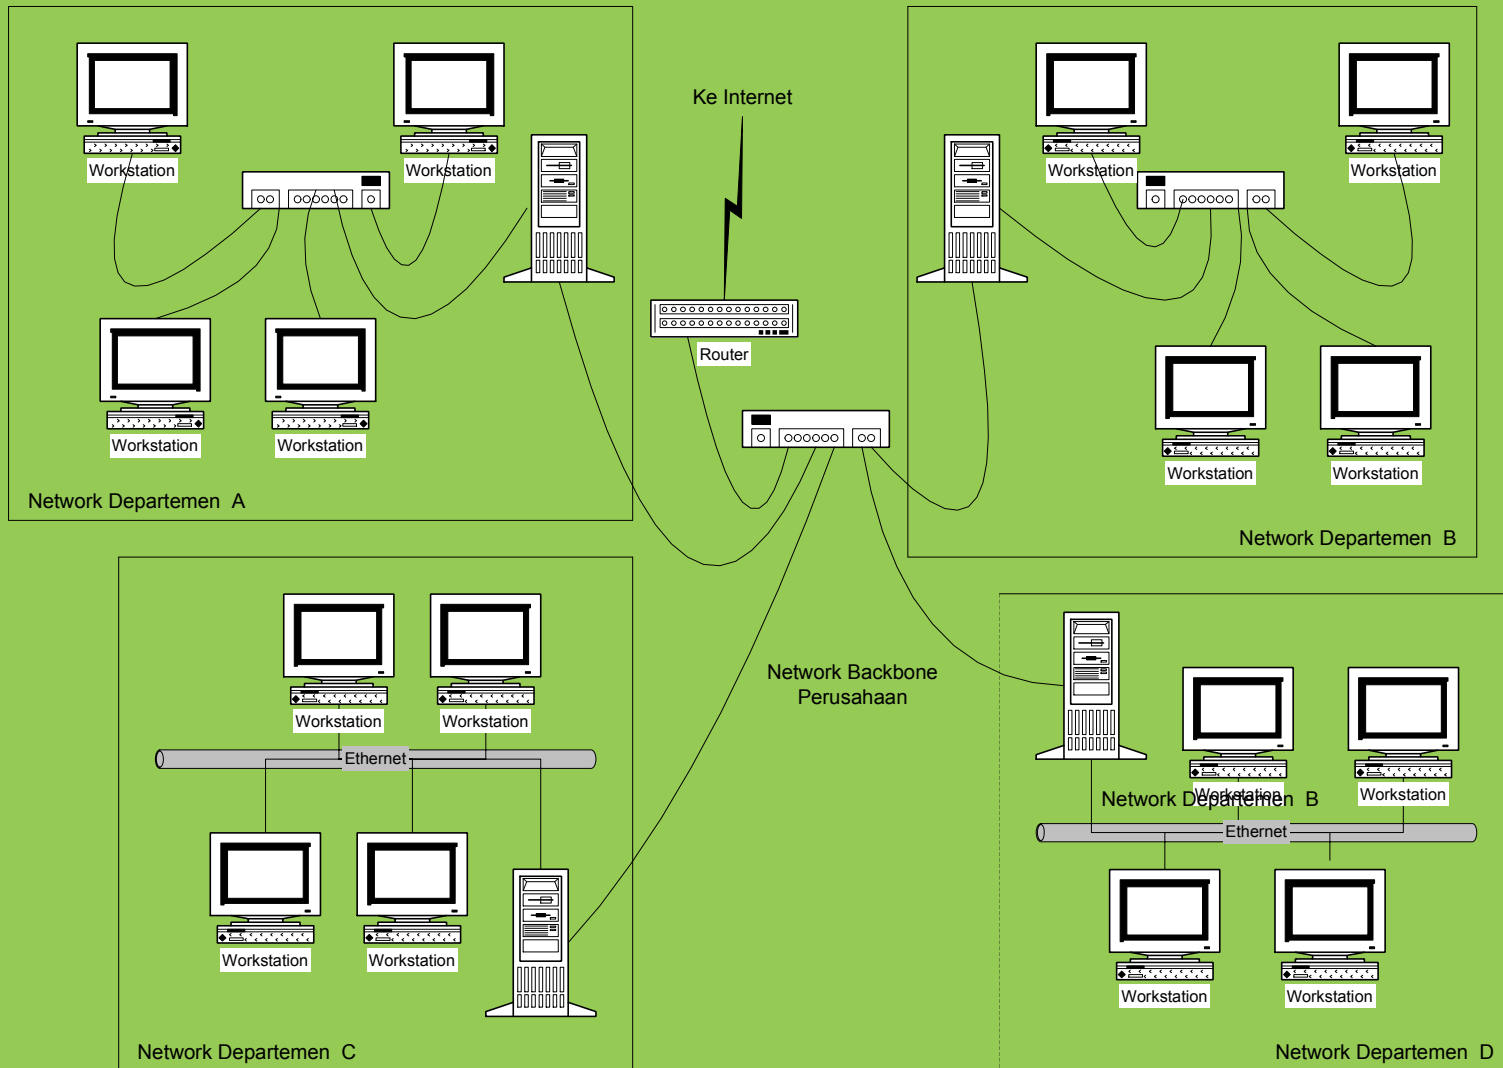 Ke Internet
Workstation
Workstation
Workstation
Workstation
Network Departemen A
Router
Workstation
Workstation
Workstation
Workstation
Network Departemen B
Network Backbone
Perusahaan
Workstation
Workstation
Ethernet
Workstation
Workstation
Network Departemen C
Workstation
Workstation
Network Departemen B
Ethernet
Workstation
Workstation
Network Departemen D